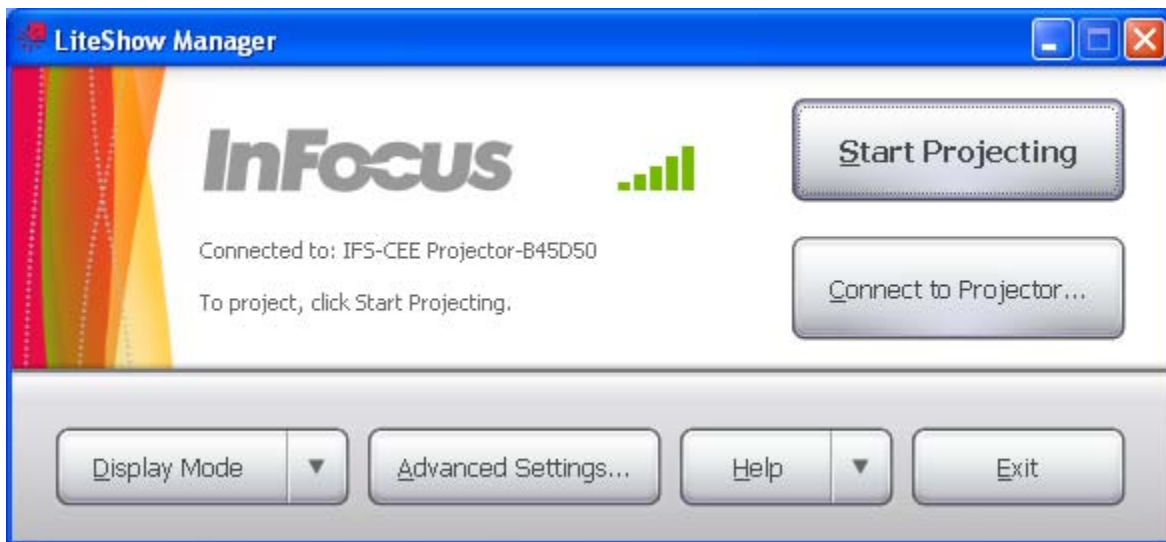 LiteShow Manager
InFocus
Start Projecting
Connected to: IFS-CEE Projector-B45D50
To project, click Start Projecting.
Connect to Projector...
Display Mode
Advanced Settings...
Help
Exit